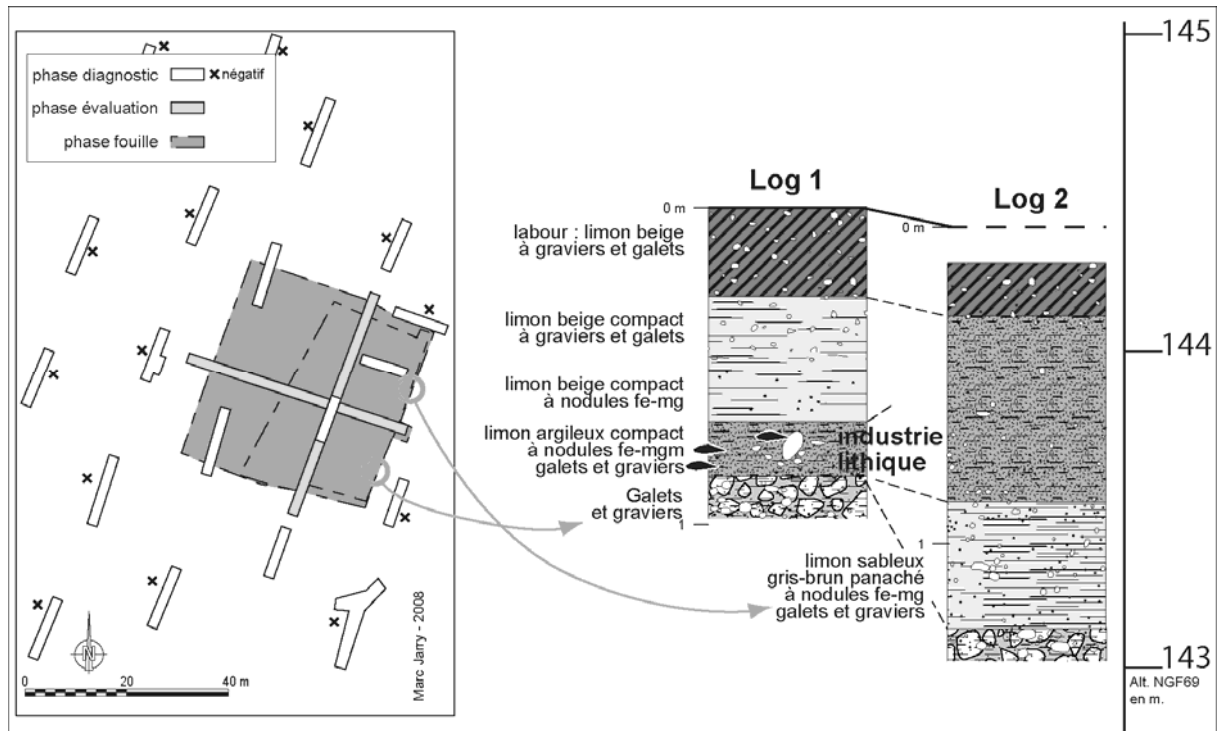 phase diagnostic
négatif
phase évaluation
phase fouille
N
0 20 40 m
Marc Jarry - 2008
Log 1
Log 2
0 m
0 m
labour : limon beige
à graviers et galets
limon beige compact
à graviers et galets
limon beige compact
à nodules fe-mg
limon argileux compact
à nodules fe-mgm
galets et graviers
industrie
lithique
Galets
et graviers
1
1
limon sableux
gris-brun panaché
à nodules fe-mg
galets et graviers
145
144
143
Alt. NGF69
en m.